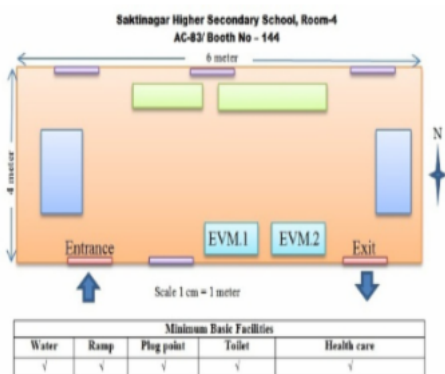 Saktinagar Higher Secondary School, Room-4
AC-83/ Booth No – 144
6 meter
4 meter
N
EVM.1 EVM.2
Entrance Exit
Scale 1 cm = 1 meter
Minimum Basic Facilities
Water Ramp Plug point Toilet Health care
√ √ √ √ √